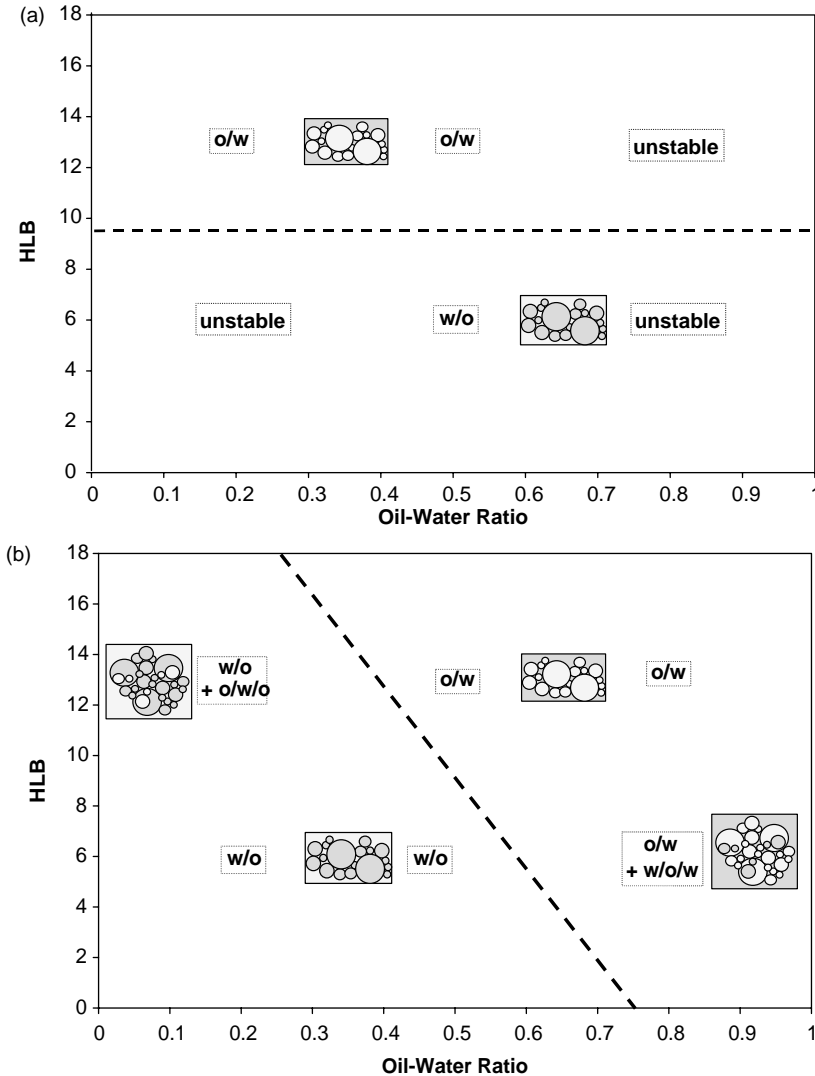 (a)
18
16
14
12
10
8
6
4
2
0
HLB
o/w
o/w
unstable
unstable
w/o
unstable
0 0.1 0.2 0.3 0.4 0.5 0.6 0.7 0.8 0.9 1
Oil-Water Ratio
(b)
18
16
14
12
10
8
6
4
2
0
HLB
w/o
+ o/w/o
o/w
o/w
w/o
w/o
o/w
+ w/o/w
0 0.1 0.2 0.3 0.4 0.5 0.6 0.7 0.8 0.9 1
Oil-Water Ratio